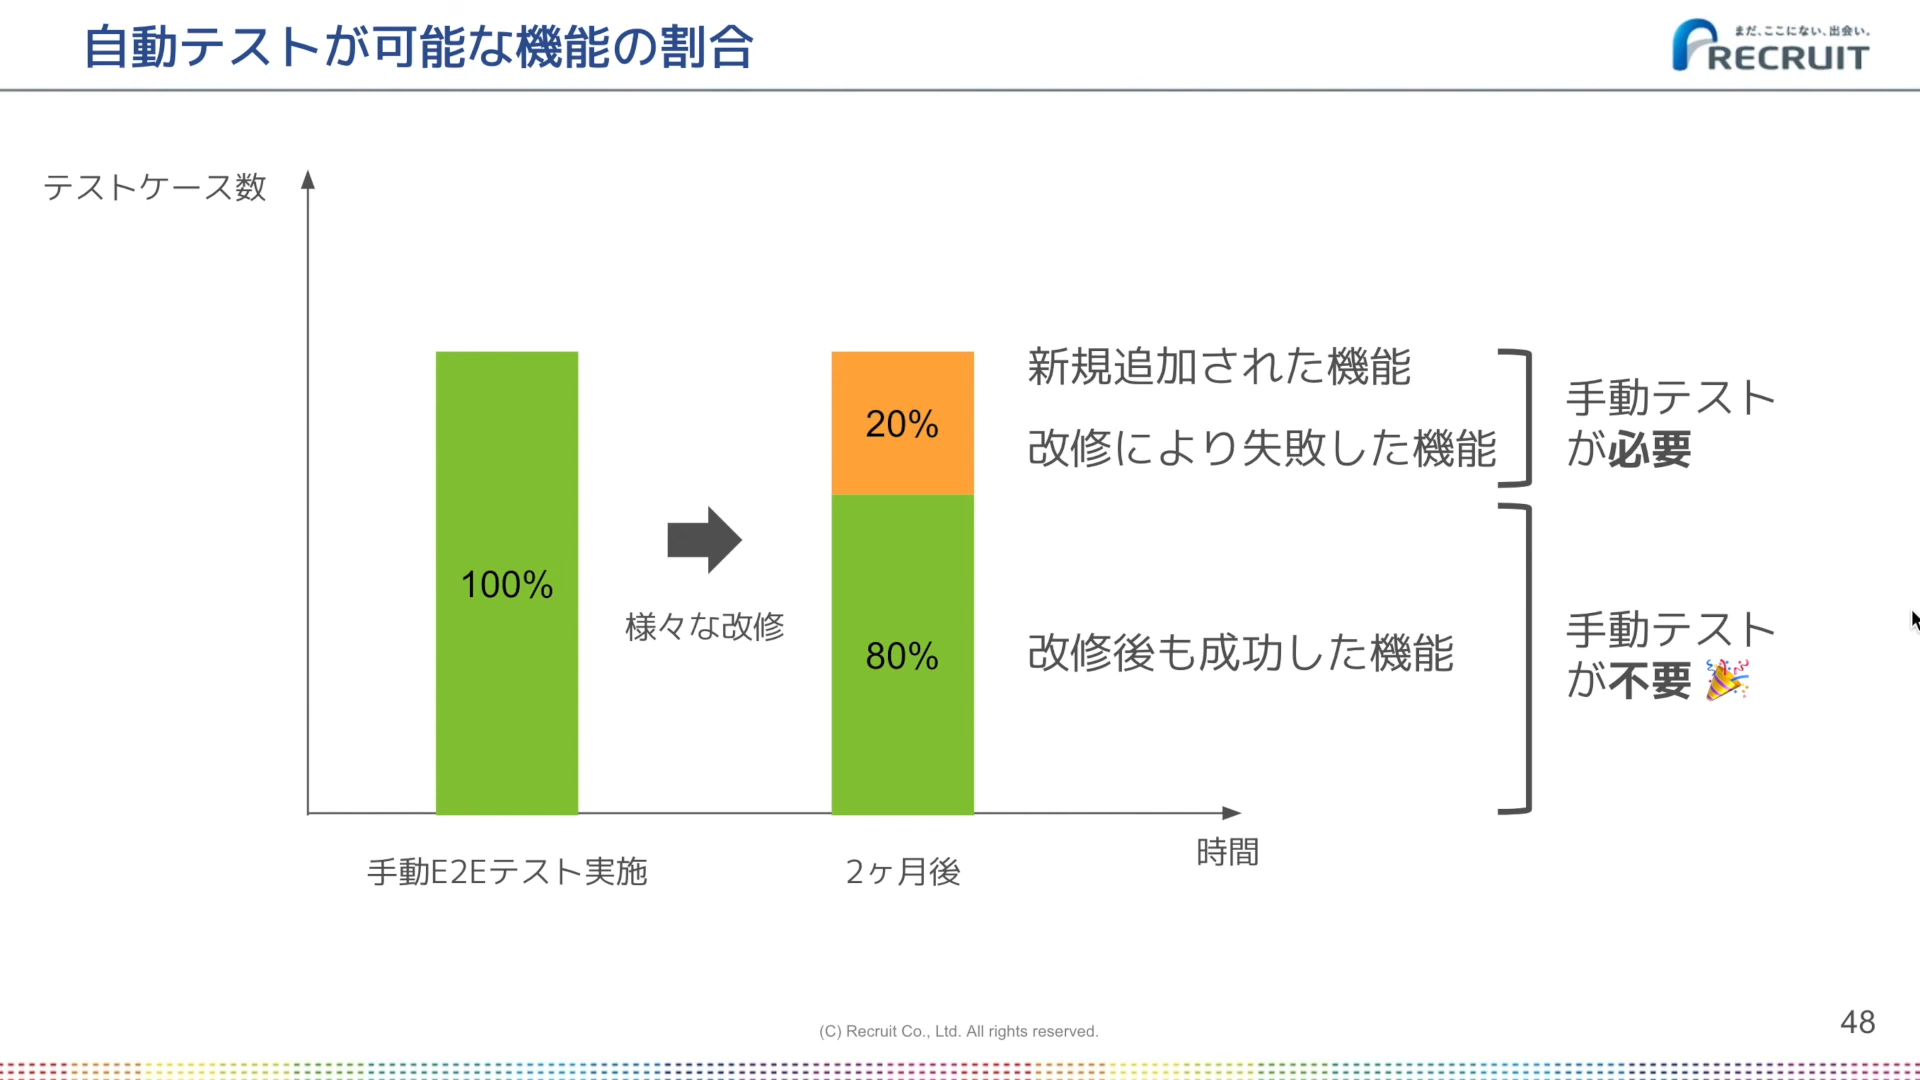 自動テストが可能な機能の割合
まだ、ここにない、出会い。
RECRUIT
テストケース数
100%
様々な改修
20%
80%
新規追加された機能
改修により失敗した機能
改修後も成功した機能
手動テスト
が必要
手動テスト
が不要 🎉
手動E2Eテスト実施
2ヶ月後
時間
(C) Recruit Co., Ltd. All rights reserved.
48